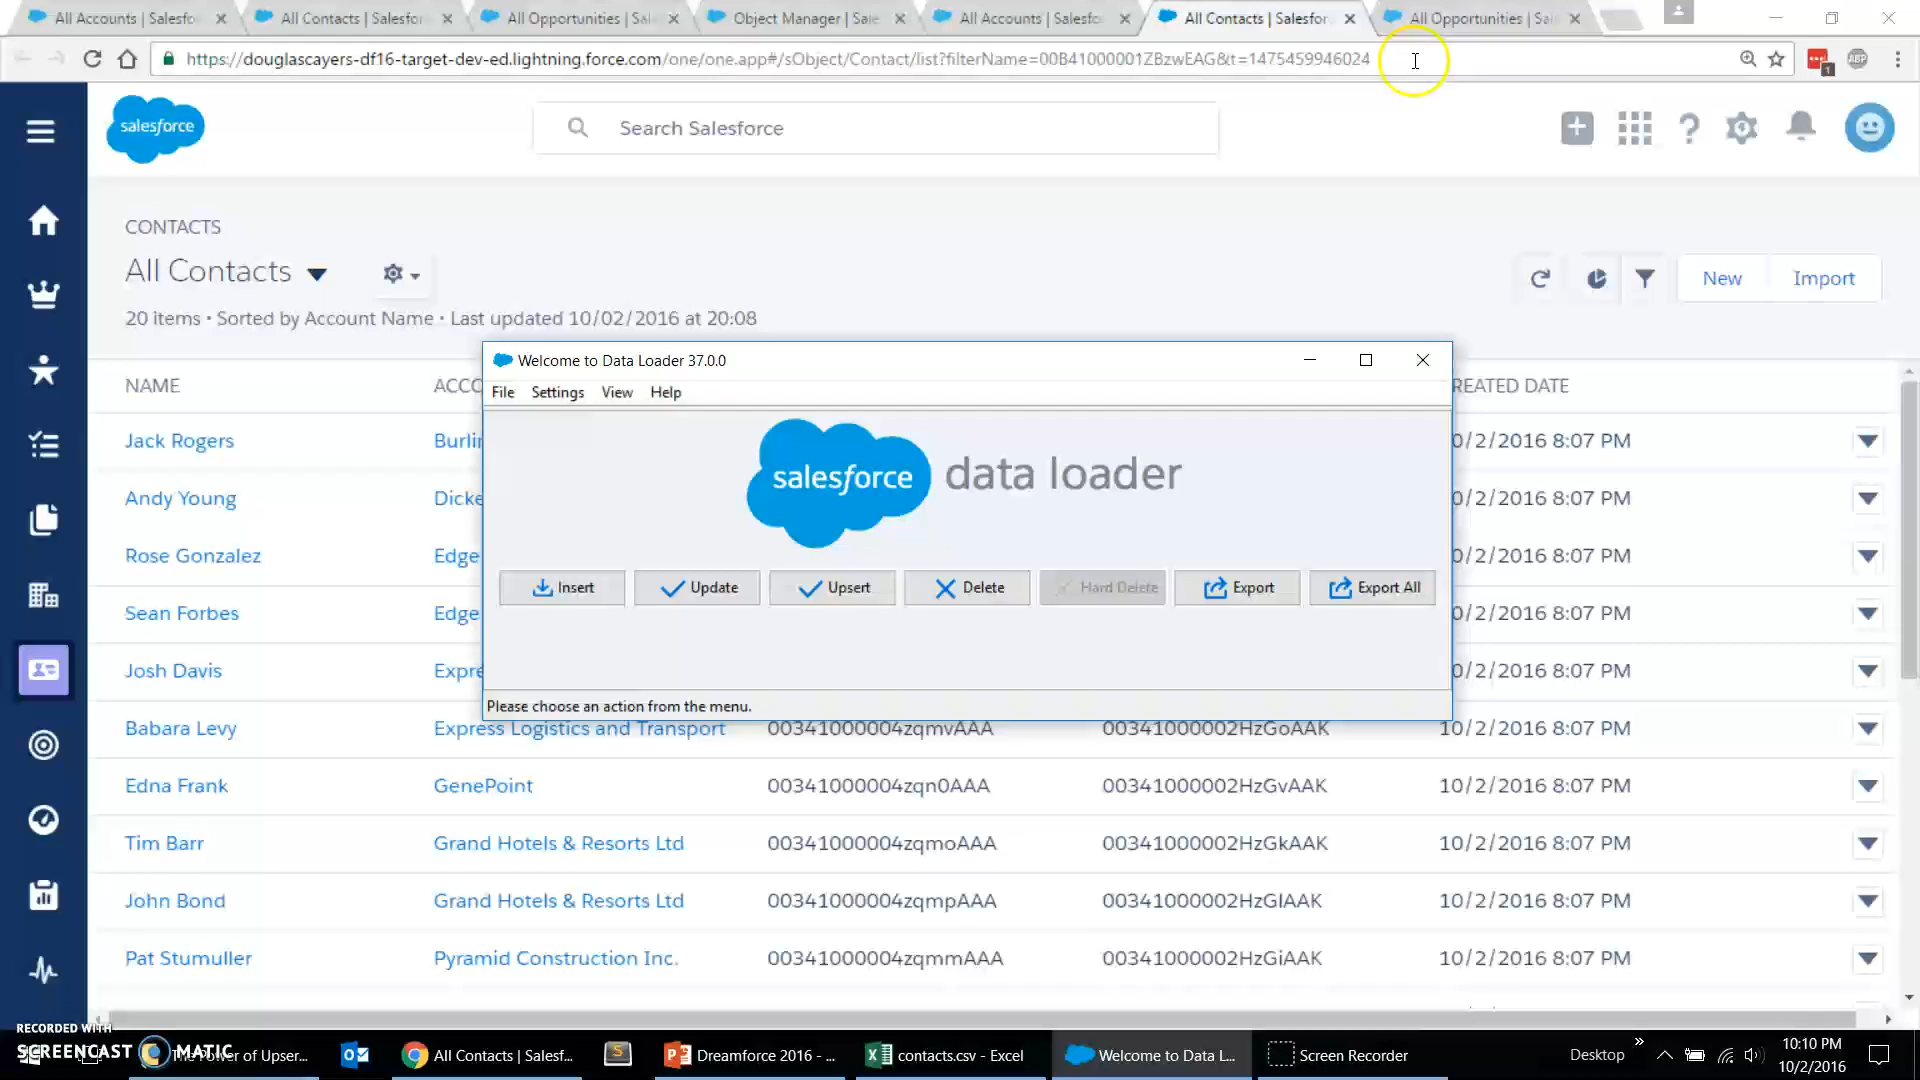 All Accounts | Salesfo
All Contacts | Salesfor
All Opportunities | Sal
Object Manager | Sale
All Accounts | Salesfo
All Contacts | Salesfor
All Opportunities | Sal
https://douglascayers-df16-target-dev-ed.lightning.force.com/one/one.app#/sObject/Contact/list?filterName=00B41000001ZBzwEAG&t=1475459946024
1
ABP
salesforce
Search Salesforce
CONTACTS
All Contacts
20 items • Sorted by Account Name • Last updated 10/02/2016 at 20:08
New
Import
NAME
ACCO
REATED DATE
Welcome to Data Loader 37.0.0
File Settings View Help
salesforce data loader
Insert
Update
Upsert
Delete
Hard Delete
Export
Export All
Please choose an action from the menu.
Jack Rogers Burlin 0/2/2016 8:07 PM
Andy Young Dicke 0/2/2016 8:07 PM
Rose Gonzalez Edge 0/2/2016 8:07 PM
Sean Forbes Edge 0/2/2016 8:07 PM
Josh Davis Expre 0/2/2016 8:07 PM
Babara Levy Express Logistics and Transport 00341000004zqmvAAA 00341000002HzGoAAK 10/2/2016 8:07 PM
Edna Frank GenePoint 00341000004zqn0AAA 00341000002HzGvAAK 10/2/2016 8:07 PM
Tim Barr Grand Hotels & Resorts Ltd 00341000004zqmoAAA 00341000002HzGkAAK 10/2/2016 8:07 PM
John Bond Grand Hotels & Resorts Ltd 00341000004zqmpAAA 00341000002HzGlAAK 10/2/2016 8:07 PM
Pat Stumuller Pyramid Construction Inc. 00341000004zqmmAAA 00341000002HzGiAAK 10/2/2016 8:07 PM
RECORDED WITH
SCREENCAST MATIC
Power of Upser...
All Contacts | Salesf...
Dreamforce 2016 - ...
contacts.csv - Excel
Welcome to Data L...
Screen Recorder
Desktop
10:10 PM
10/2/2016